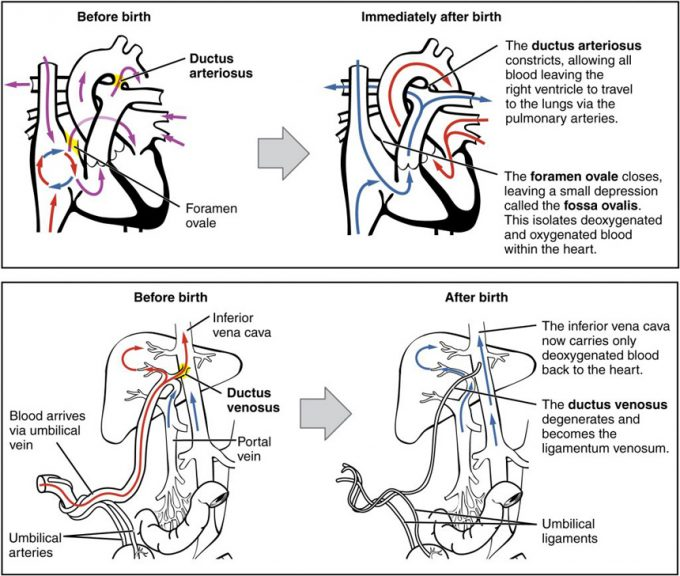 Before birth
Immediately after birth
Ductus
arteriosus
Foramen
ovale
The ductus arteriosus
constricts, allowing all
blood leaving the
right ventricle to travel
to the lungs via the
pulmonary arteries.
The foramen ovale closes,
leaving a small depression
called the fossa ovalis.
This isolates deoxygenated
and oxygenated blood
within the heart.
Before birth
After birth
Inferior
vena cava
Ductus
venosus
Blood arrives
via umbilical
vein
Portal
vein
Umbilical
arteries
The inferior vena cava
now carries only
deoxygenated blood
back to the heart.
The ductus venosus
degenerates and
becomes the
ligamentum venosum.
Umbilical
ligaments